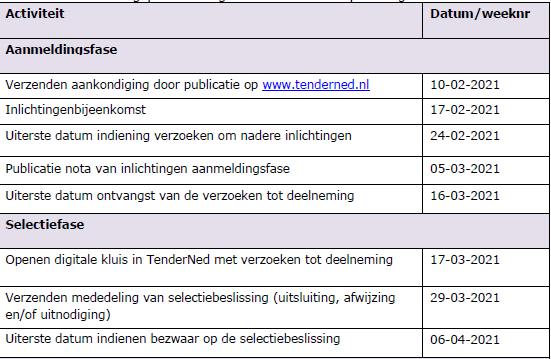 Activiteit Datum/weeknr
Aanmeldingsfase
Verzenden aankondiging door publicatie op www.tenderned.nl 10-02-2021
Inlichtingenbijeenkomst 17-02-2021
Uiterste datum indiening verzoeken om nadere inlichtingen 24-02-2021
Publicatie nota van inlichtingen aanmeldingsfase 05-03-2021
Uiterste datum ontvangst van de verzoeken tot deelneming 16-03-2021
Selectiefase
Openen digitale kluis in TenderNed met verzoeken tot deelneming 17-03-2021
Verzenden mededeling van selectiebeslissing (uitsluiting, afwijzing 29-03-2021
en/of uitnodiging)
Uiterste datum indienen bezwaar op de selectiebeslissing 06-04-2021